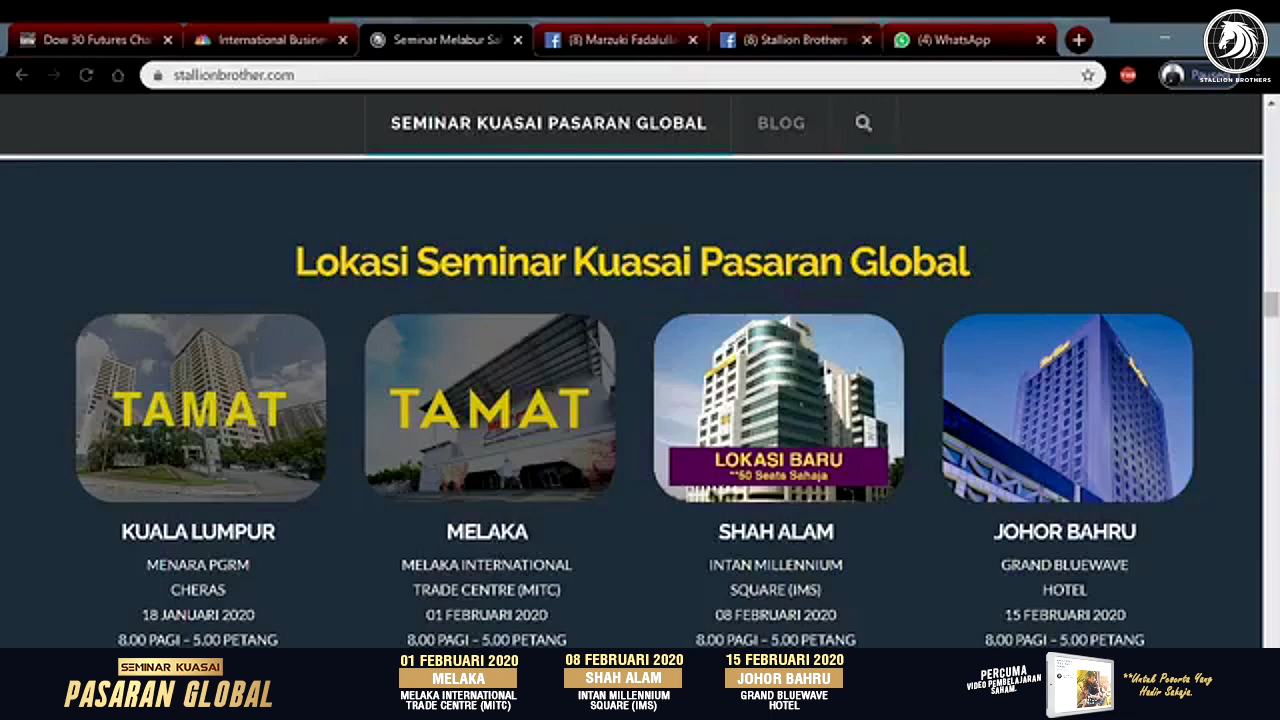 Dow 30 Futures Cha
International Busine
Seminar Melabur Sa
(8) Marzuki Fadalull
(8) Stallion Brothers
(4) WhatsApp
stallionbrother.com
STALLION BROTHERS
SEMINAR KUASAI PASARAN GLOBAL
BLOG
Lokasi Seminar Kuasai Pasaran Global
TAMAT
TAMAT
LOKASI BARU
**50 Seats Sahaja
KUALA LUMPUR
MENARA PGRM
CHERAS
18 JANUARI 2020
8.00 PAGI – 5.00 PETANG
MELAKA
MELAKA INTERNATIONAL
TRADE CENTRE (MITC)
01 FEBRUARI 2020
8.00 PAGI – 5.00 PETANG
SHAH ALAM
INTAN MILLENNIUM
SQUARE (IMS)
08 FEBRUARI 2020
8.00 PAGI – 5.00 PETANG
JOHOR BAHRU
GRAND BLUEWAVE
HOTEL
15 FEBRUARI 2020
8.00 PAGI – 5.00 PETANG
SEMINAR KUASAI
PASARAN GLOBAL
01 FEBRUARI 2020
MELAKA
MELAKA INTERNATIONAL
TRADE CENTRE (MITC)
08 FEBRUARI 2020
SHAH ALAM
INTAN MILLENNIUM
SQUARE (IMS)
15 FEBRUARI 2020
JOHOR BAHRU
GRAND BLUEWAVE
HOTEL
PERCUMA
VIDEO PEMBELAJARAN
SAHAM.
**Untuk Peserta Yang
Hadir Sahaja.